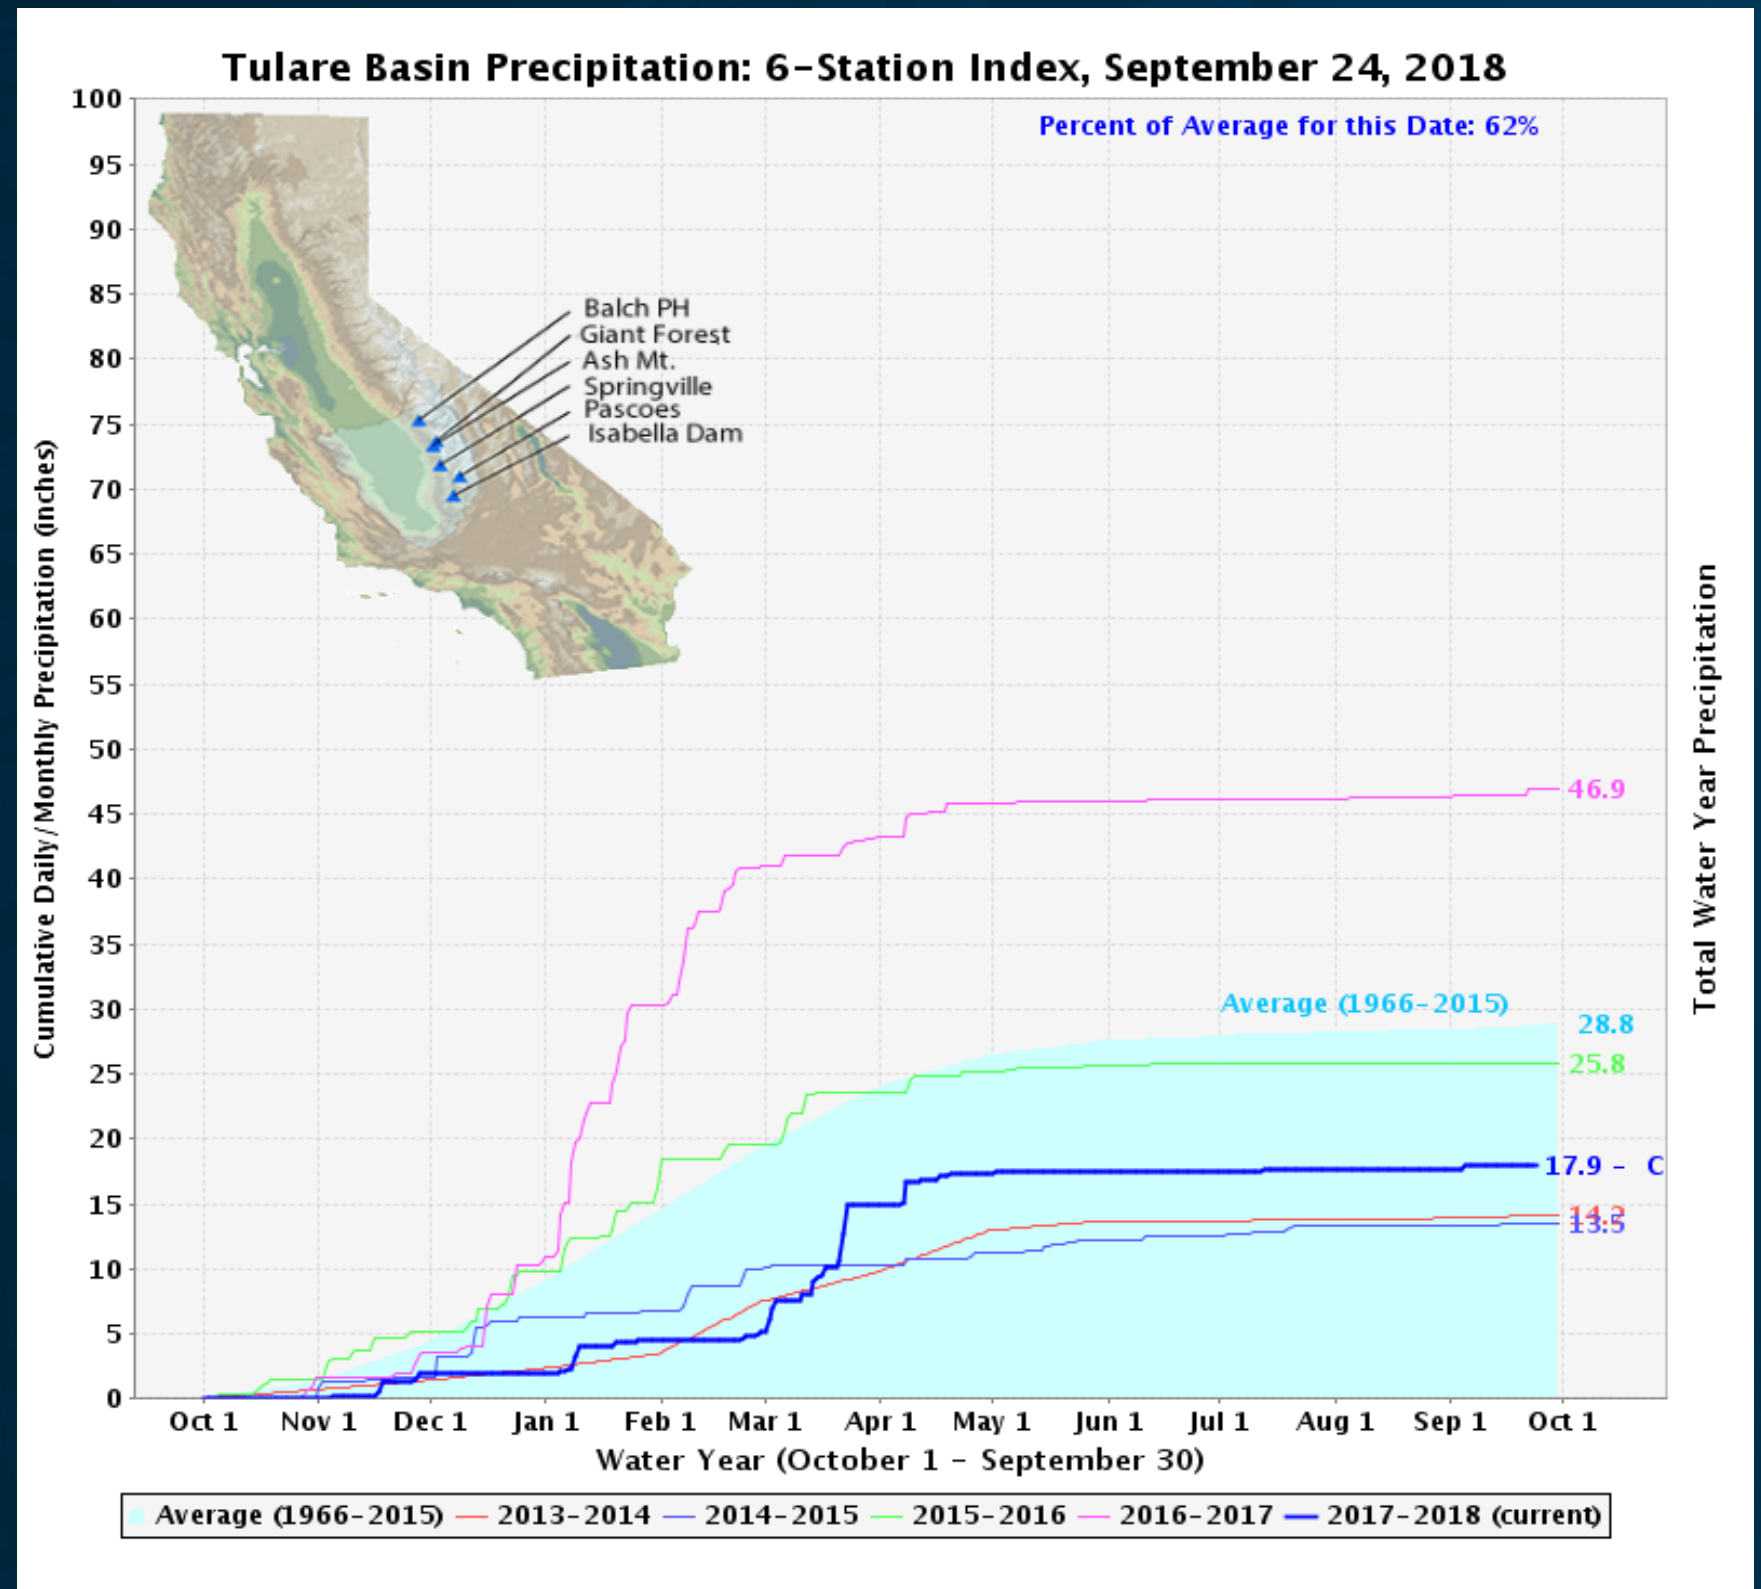 Tulare Basin Precipitation: 6-Station Index, September 24, 2018
Percent of Average for this Date: 62%
100
95
90
85
80
75
70
65
60
55
50
45
40
35
30
25
20
15
10
5
0
Cumulative Daily/Monthly Precipitation (inches)
Balch PH
Giant Forest
Ash Mt.
Springville
Pascoes
Isabella Dam
Total Water Year Precipitation
46.9
Average (1966-2015)
28.8
25.8
17.9 - C
14.2
13.5
Oct 1 Nov 1 Dec 1 Jan 1 Feb 1 Mar 1 Apr 1 May 1 Jun 1 Jul 1 Aug 1 Sep 1 Oct 1
Water Year (October 1 - September 30)
Average (1966-2015) 2013-2014 2014-2015 2015-2016 2016-2017 2017-2018 (current)